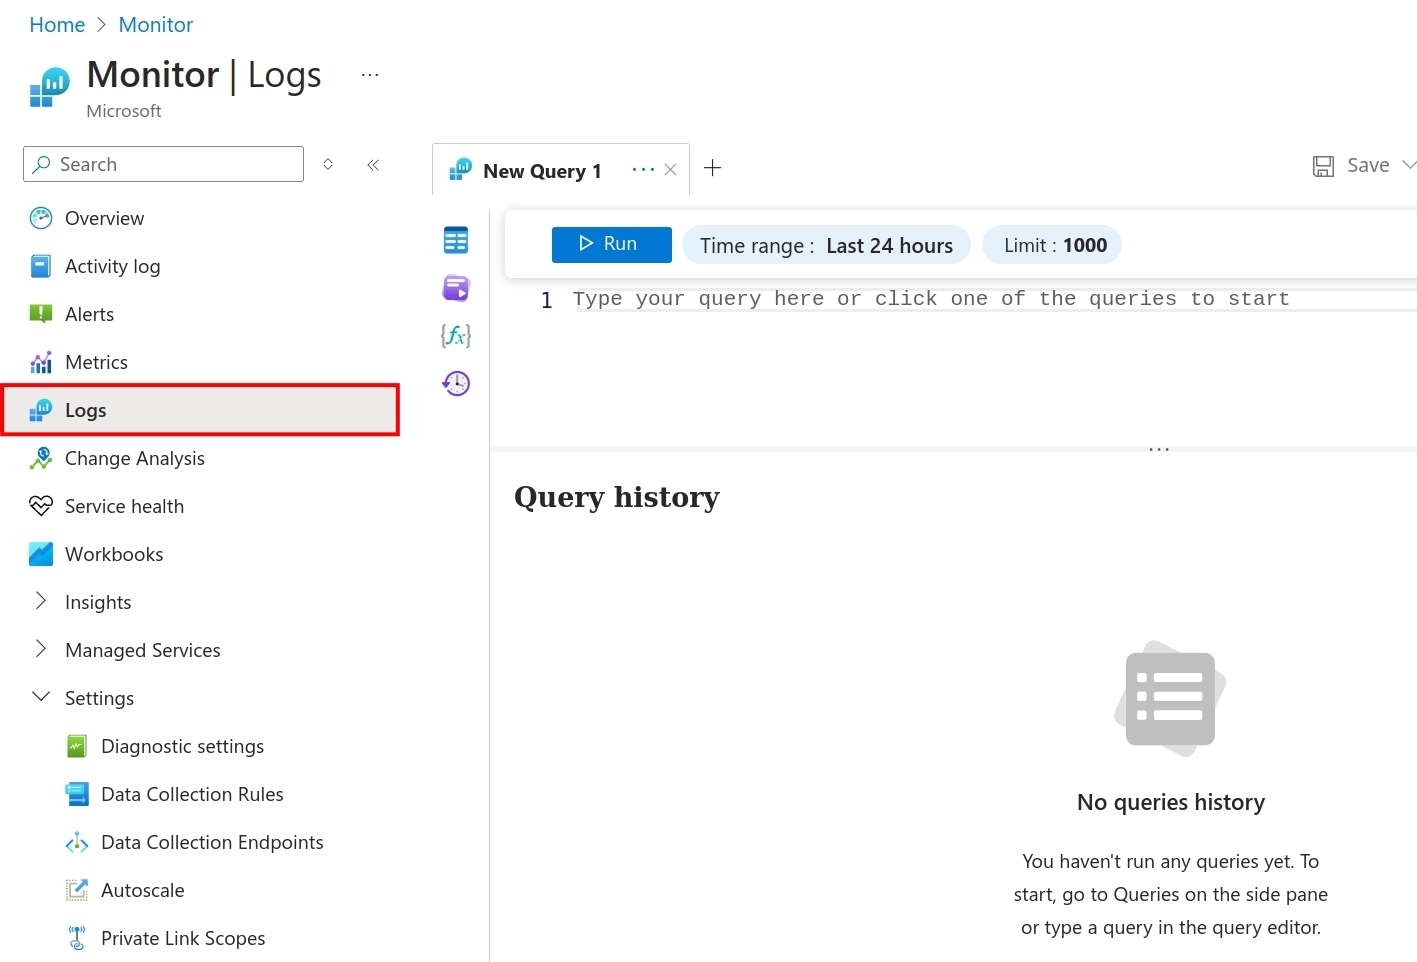 Home > Monitor
Monitor | Logs ...
Microsoft
Search
Overview
Activity log
Alerts
Metrics
Logs
Change Analysis
Service health
Workbooks
Insights
Managed Services
Settings
Diagnostic settings
Data Collection Rules
Data Collection Endpoints
Autoscale
Private Link Scopes
New Query 1
Save
Run
Time range : Last 24 hours
Limit : 1000
{fx}
1 Type your query here or click one of the queries to start
Query history
No queries history
You haven't run any queries yet. To
start, go to Queries on the side pane
or type a query in the query editor.